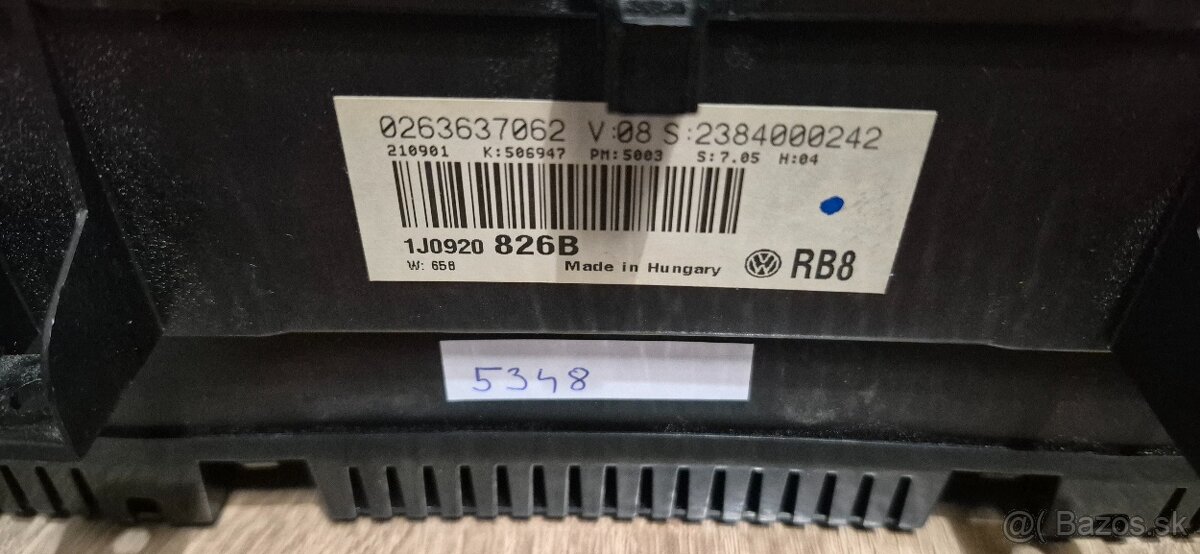 0263637062 V:08 S:2384000242
210901 K:506947 PM:5003 S:7.05 H:04
1J0920 826B
W: 658 Made in Hungary RB8
5348
@( Bazos.sk